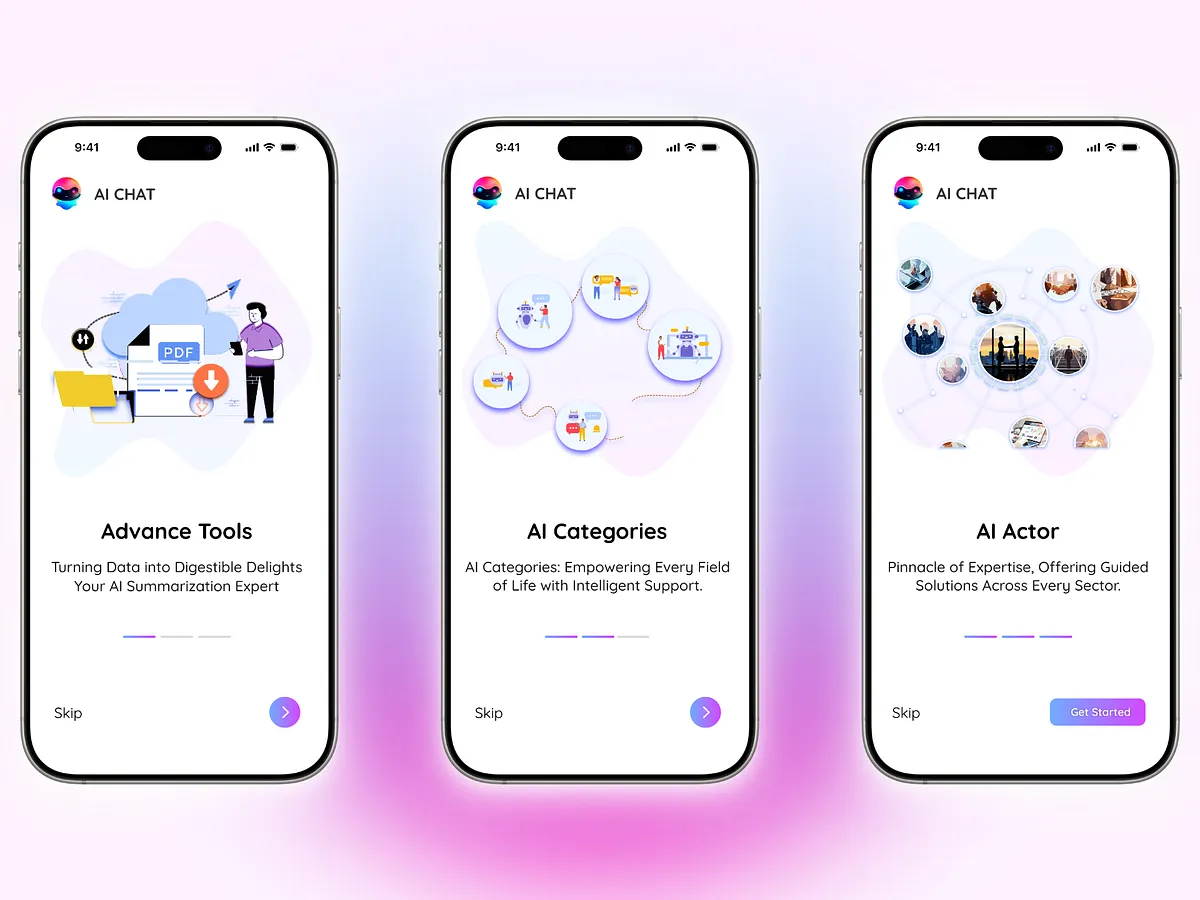 9:41
AI CHAT
PDF
Advance Tools
Turning Data into Digestible Delights
Your AI Summarization Expert
Skip
9:41
AI CHAT
AI Categories
AI Categories: Empowering Every Field
of Life with Intelligent Support.
Skip
9:41
AI CHAT
AI Actor
Pinnacle of Expertise, Offering Guided
Solutions Across Every Sector.
Skip
Get Started